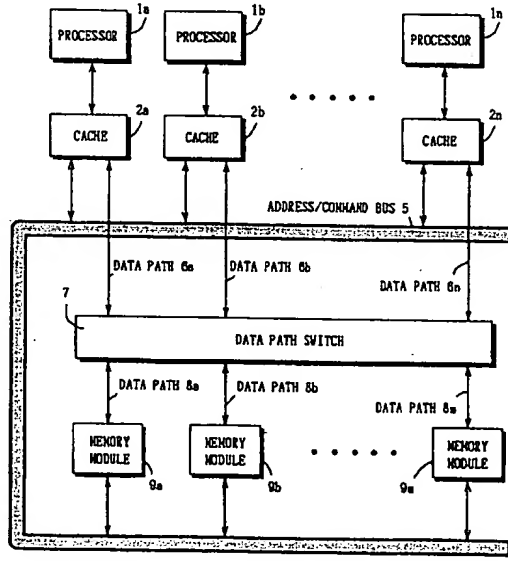 1a
1b
1n
PROCESSOR
PROCESSOR
PROCESSOR
2a
2b
2n
CACHE
CACHE
CACHE
ADDRESS/COMMAND BUS 5
DATA PATH 6a
DATA PATH 6b
DATA PATH 6n
7
DATA PATH SWITCH
DATA PATH 8a
DATA PATH 8b
DATA PATH 8m
MEMORY
MODULE
MEMORY
MODULE
MEMORY
MODULE
9a
9b
9m